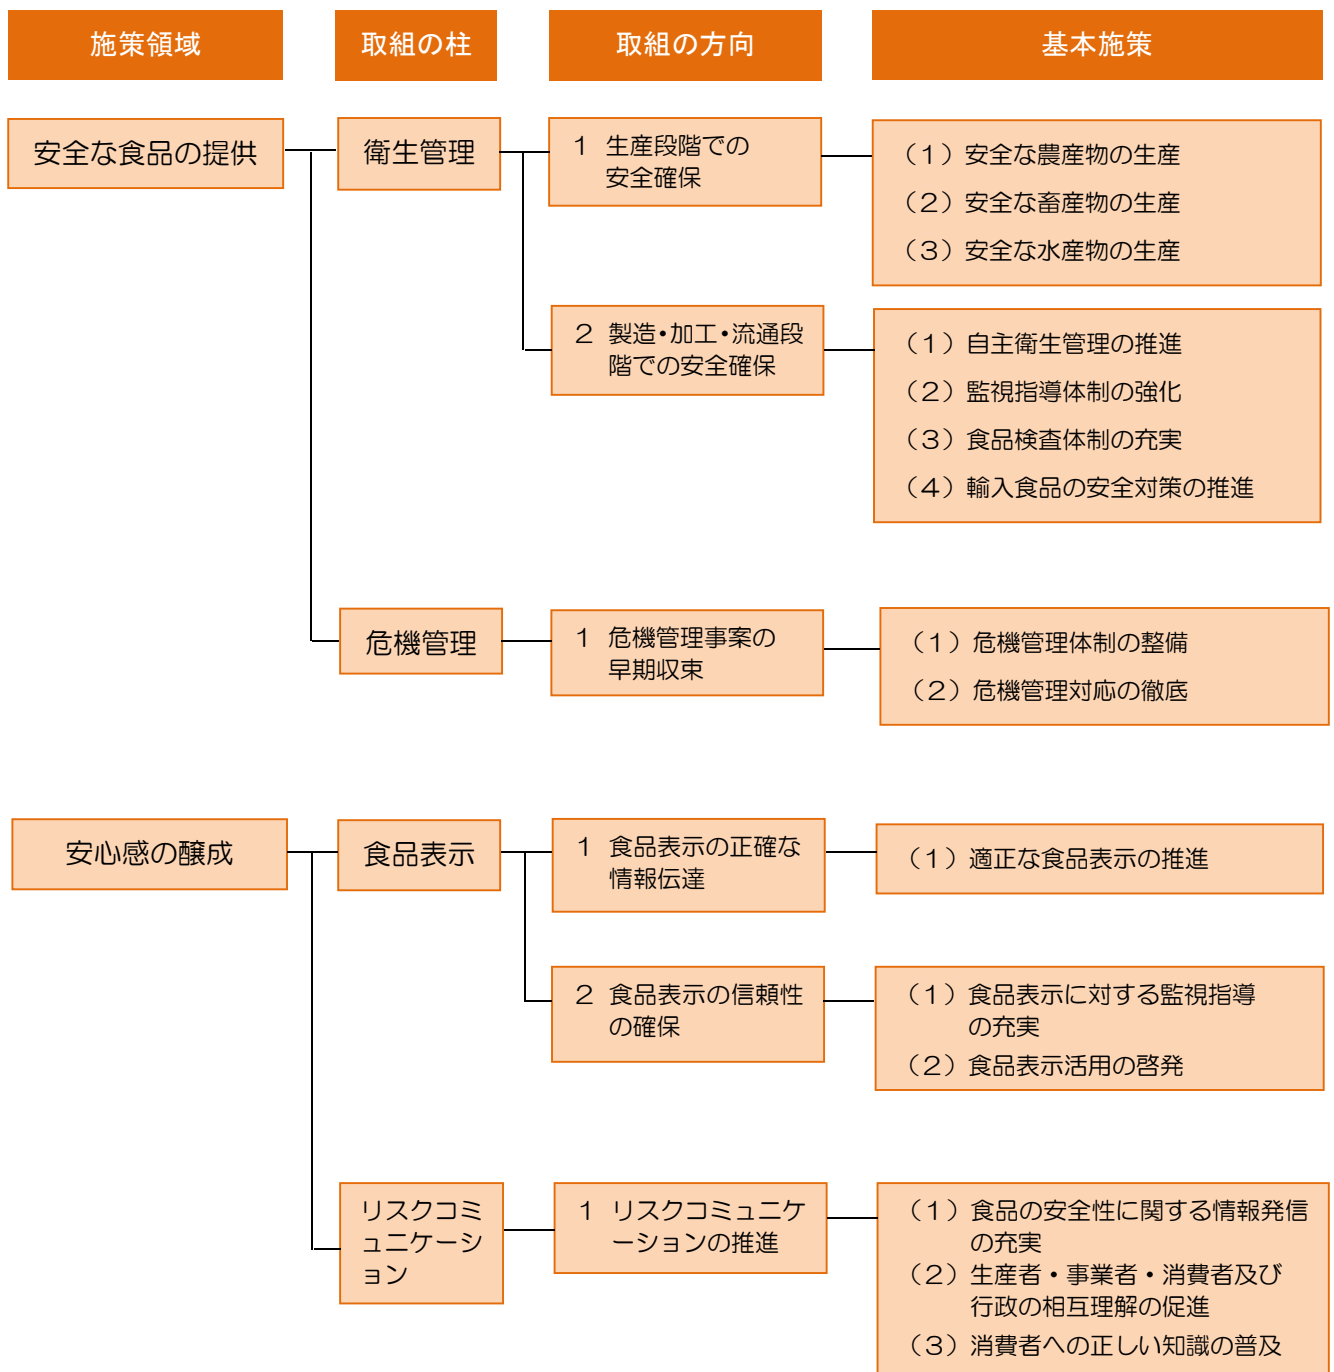 施策領域
取組の柱
取組の方向
基本施策
安全な食品の提供
衛生管理
1 生産段階での
安全確保
(1)安全な農産物の生産
(2)安全な畜産物の生産
(3)安全な水産物の生産
2 製造・加工・流通段
階での安全確保
(1)自主衛生管理の推進
(2)監視指導体制の強化
(3)食品検査体制の充実
(4)輸入食品の安全対策の推進
危機管理
1 危機管理事案の
早期収束
(1)危機管理体制の整備
(2)危機管理対応の徹底
安心感の醸成
食品表示
1 食品表示の正確な
情報伝達
(1)適正な食品表示の推進
2 食品表示の信頼性
の確保
(1)食品表示に対する監視指導
の充実
(2)食品表示活用の啓発
リスクコミ
ュニケーシ
ョン
1 リスクコミュニケ
ーションの推進
(1)食品の安全性に関する情報発信
の充実
(2)生産者・事業者・消費者及び
行政の相互理解の促進
(3)消費者への正しい知識の普及